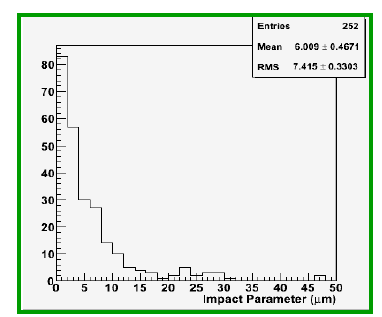 Entries 252
Mean 6.009 ± 0.4671
RMS 7.415 ± 0.3303
80
70
60
50
40
30
20
10
0
0 5 10 15 20 25 30 35 40 45 50
Impact Parameter (μm)